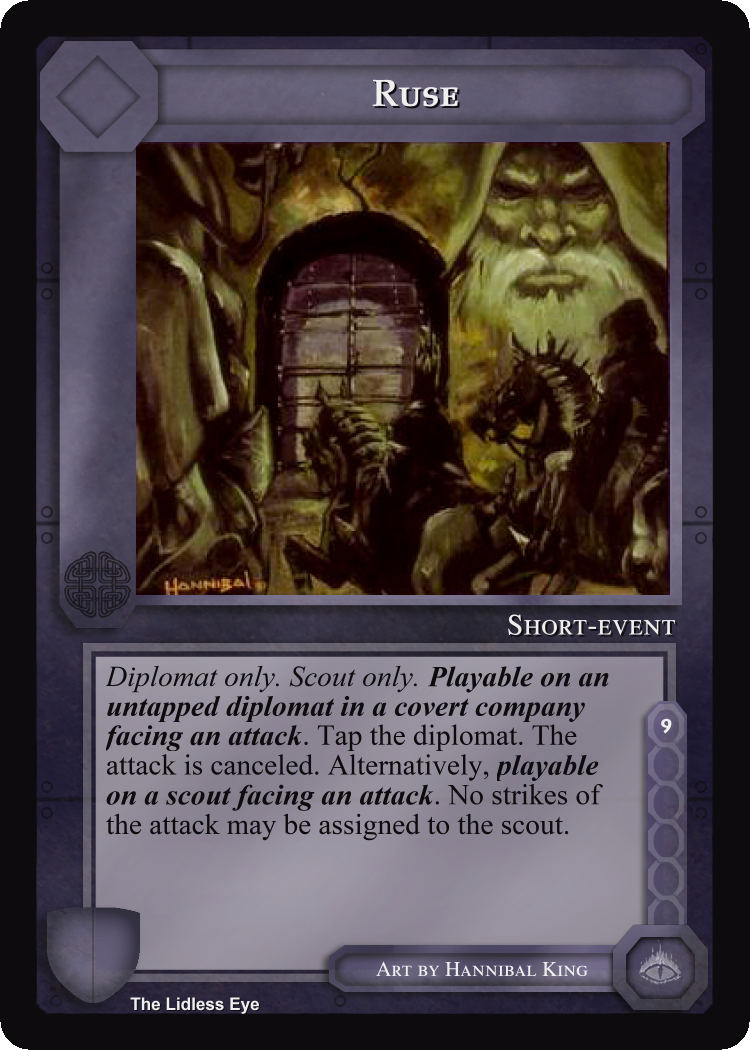 Ruse
Hannibal
Short-event
Diplomat only. Scout only. Playable on an
untapped diplomat in a covert company
facing an attack. Tap the diplomat. The
attack is canceled. Alternatively, playable
on a scout facing an attack. No strikes of
the attack may be assigned to the scout.
9
Art by Hannibal King
The Lidless Eye